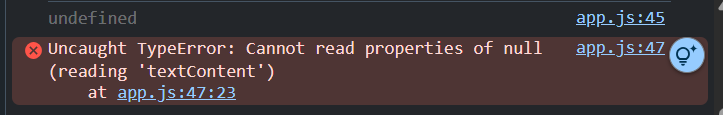 undefined app.js:45
Uncaught TypeError: Cannot read properties of null app.js:47
(reading 'textContent')
at app.js:47:23